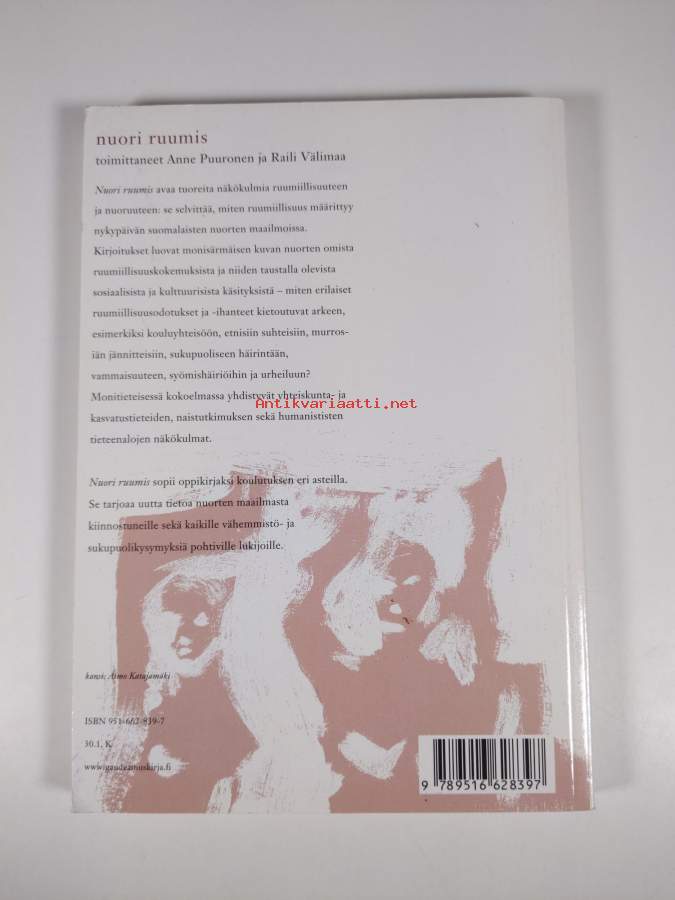 nuori ruumis
toimittaneet Anne Puuronen ja Raili Välimaa
Nuori ruumis avaa tuoreita näkökulmia ruumiillisuuteen
ja nuoruuteen: se selvittää, miten ruumiillisuus määrittyy
nykypäivän suomalaisten nuorten maailmoissa.
Kirjoitukset luovat monisärmäisen kuvan nuorten omista
ruumiillisuuskokemuksista ja niiden taustalla olevista
sosiaalisista ja kulttuurisista käsityksistä – miten erilaiset
ruumiillisuusodotukset ja -ihanteet kietoutuvat arkeen,
esimerkiksi kouluyhteisöön, etnisiin suhteisiin, murros-
iän jännitteisiin, sukupuoliseen häirintään,
vammaisuuteen, syömishäiriöihin ja urheiluun?
Monitieteisessä kokoelmassa yhdistyvät yhteiskunta- ja
Antikvariaatti.net
kasvatustieteiden, naistutkimuksen sekä humanististen
tieteenalojen näkökulmat.
Nuori ruumis sopii oppikirjaksi koulutuksen eri asteilla.
Se tarjoaa uutta tietoa nuorten maailmasta
kiinnostuneille sekä kaikille vähemmistö- ja
sukupuolikysymyksiä pohtiville lukijoille.
kansi: Aimo Katajamäki
ISBN 951-662-839-7
30.1, K
www.gaudeamuskirja.fi
9 789516 628397